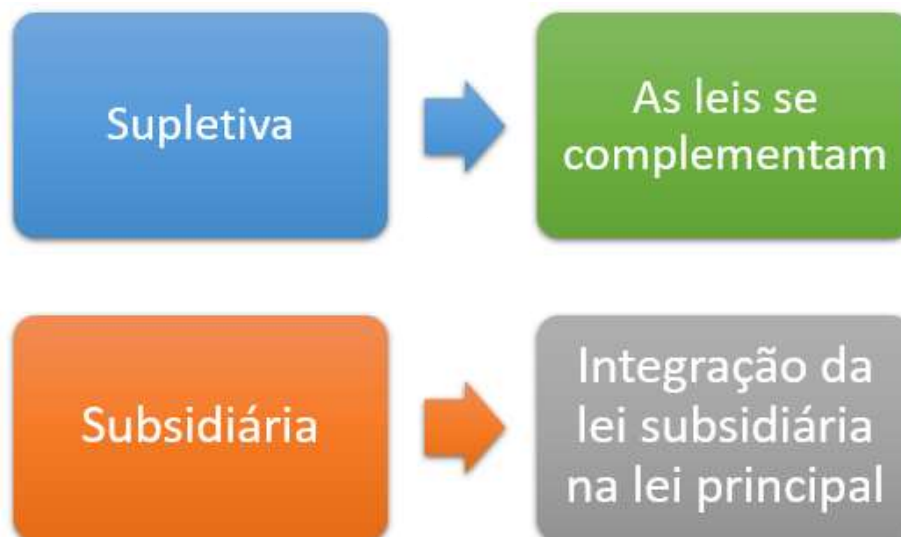 Supletiva
As leis se
complementam
Subsidiária
Integração da
lei subsidiária
na lei principal